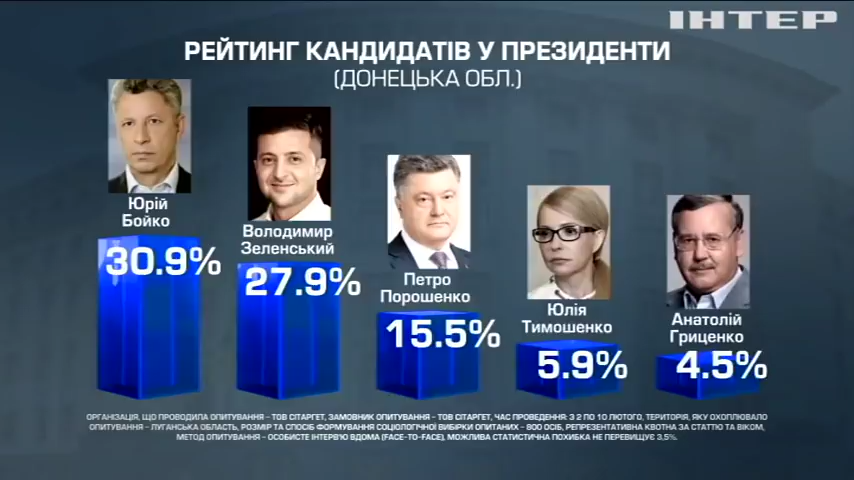 ІНТЕР
РЕЙТИНГ КАНДИДАТІВ У ПРЕЗИДЕНТИ
(ДОНЕЦЬКА ОБЛ.)
Юрій
Бойко
30.9%
Володимир
Зеленський
27.9%
Петро
Порошенко
15.5%
Юлія
Тимошенко
5.9%
Анатолій
Гриценко
4.5%
ОРГАНІЗАЦІЯ, ЩО ПРОВОДИЛА ОПИТУВАННЯ – ТОВ СІТАРГЕТ, ЗАМОВНИК ОПИТУВАННЯ – ТОВ СІТАРГЕТ, ЧАС ПРОВЕДЕННЯ: З 2 ПО 10 ЛЮТОГО, ТЕРИТОРІЯ, ЯКУ ОХОПЛЮВАЛО
ОПИТУВАННЯ – ЛУГАНСЬКА ОБЛАСТЬ, РОЗМІР ТА СПОСІБ ФОРМУВАННЯ СОЦІОЛОГІЧНОЇ ВИБІРКИ ОПИТАНИХ – 800 ОСІБ, РЕПРЕЗЕНТАТИВНА КВОТНА ЗА СТАТТЮ ТА ВІКОМ,
МЕТОД ОПИТУВАННЯ – ОСОБИСТЕ ІНТЕРВ'Ю ВДОМА (FACE-TO-FACE), МОЖЛИВА СТАТИСТИЧНА ПОХИБКА НЕ ПЕРЕВИЩУЄ 3,5%.